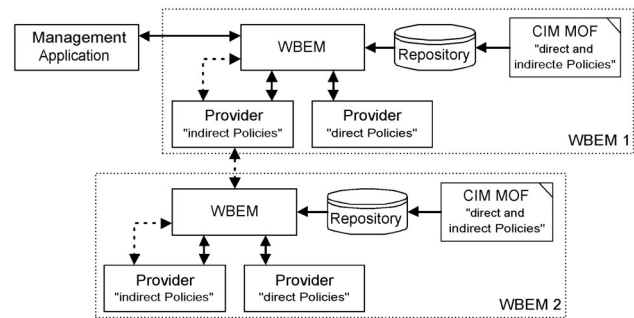 Management
Application
WBEM
Repository
CIM MOF
"direct and
indirecte Policies"
Provider
"indirect Policies"
Provider
"direct Policies"
WBEM 1
WBEM
Repository
CIM MOF
"direct and
indirect Policies"
Provider
"indirect Policies"
Provider
"direct Policies"
WBEM 2